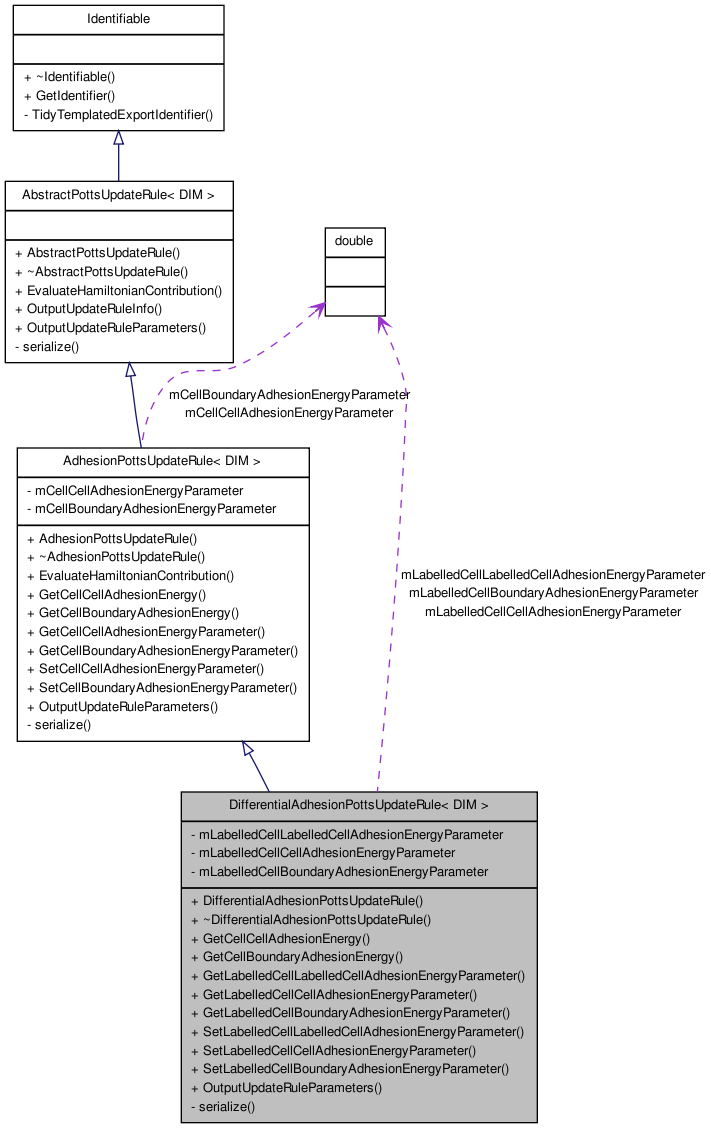 Identifiable
+ ~Identifiable()
+ GetIdentifier()
- TidyTemplatedExportIdentifier()
AbstractPottsUpdateRule< DIM >
+ AbstractPottsUpdateRule()
+ ~AbstractPottsUpdateRule()
+ EvaluateHamiltonianContribution()
+ OutputUpdateRuleInfo()
+ OutputUpdateRuleParameters()
- serialize()
double
mCellBoundaryAdhesionEnergyParameter
mCellCellAdhesionEnergyParameter
AdhesionPottsUpdateRule< DIM >
- mCellCellAdhesionEnergyParameter
- mCellBoundaryAdhesionEnergyParameter
+ AdhesionPottsUpdateRule()
+ ~AdhesionPottsUpdateRule()
+ EvaluateHamiltonianContribution()
+ GetCellCellAdhesionEnergy()
+ GetCellBoundaryAdhesionEnergy()
+ GetCellCellAdhesionEnergyParameter()
+ GetCellBoundaryAdhesionEnergyParameter()
+ SetCellCellAdhesionEnergyParameter()
+ SetCellBoundaryAdhesionEnergyParameter()
+ OutputUpdateRuleParameters()
- serialize()
mLabelledCellLabelledCellAdhesionEnergyParameter
mLabelledCellBoundaryAdhesionEnergyParameter
mLabelledCellCellAdhesionEnergyParameter
DifferentialAdhesionPottsUpdateRule< DIM >
- mLabelledCellLabelledCellAdhesionEnergyParameter
- mLabelledCellCellAdhesionEnergyParameter
- mLabelledCellBoundaryAdhesionEnergyParameter
+ DifferentialAdhesionPottsUpdateRule()
+ ~DifferentialAdhesionPottsUpdateRule()
+ GetCellCellAdhesionEnergy()
+ GetCellBoundaryAdhesionEnergy()
+ GetLabelledCellLabelledCellAdhesionEnergyParameter()
+ GetLabelledCellCellAdhesionEnergyParameter()
+ GetLabelledCellBoundaryAdhesionEnergyParameter()
+ SetLabelledCellLabelledCellAdhesionEnergyParameter()
+ SetLabelledCellCellAdhesionEnergyParameter()
+ SetLabelledCellBoundaryAdhesionEnergyParameter()
+ OutputUpdateRuleParameters()
- serialize()